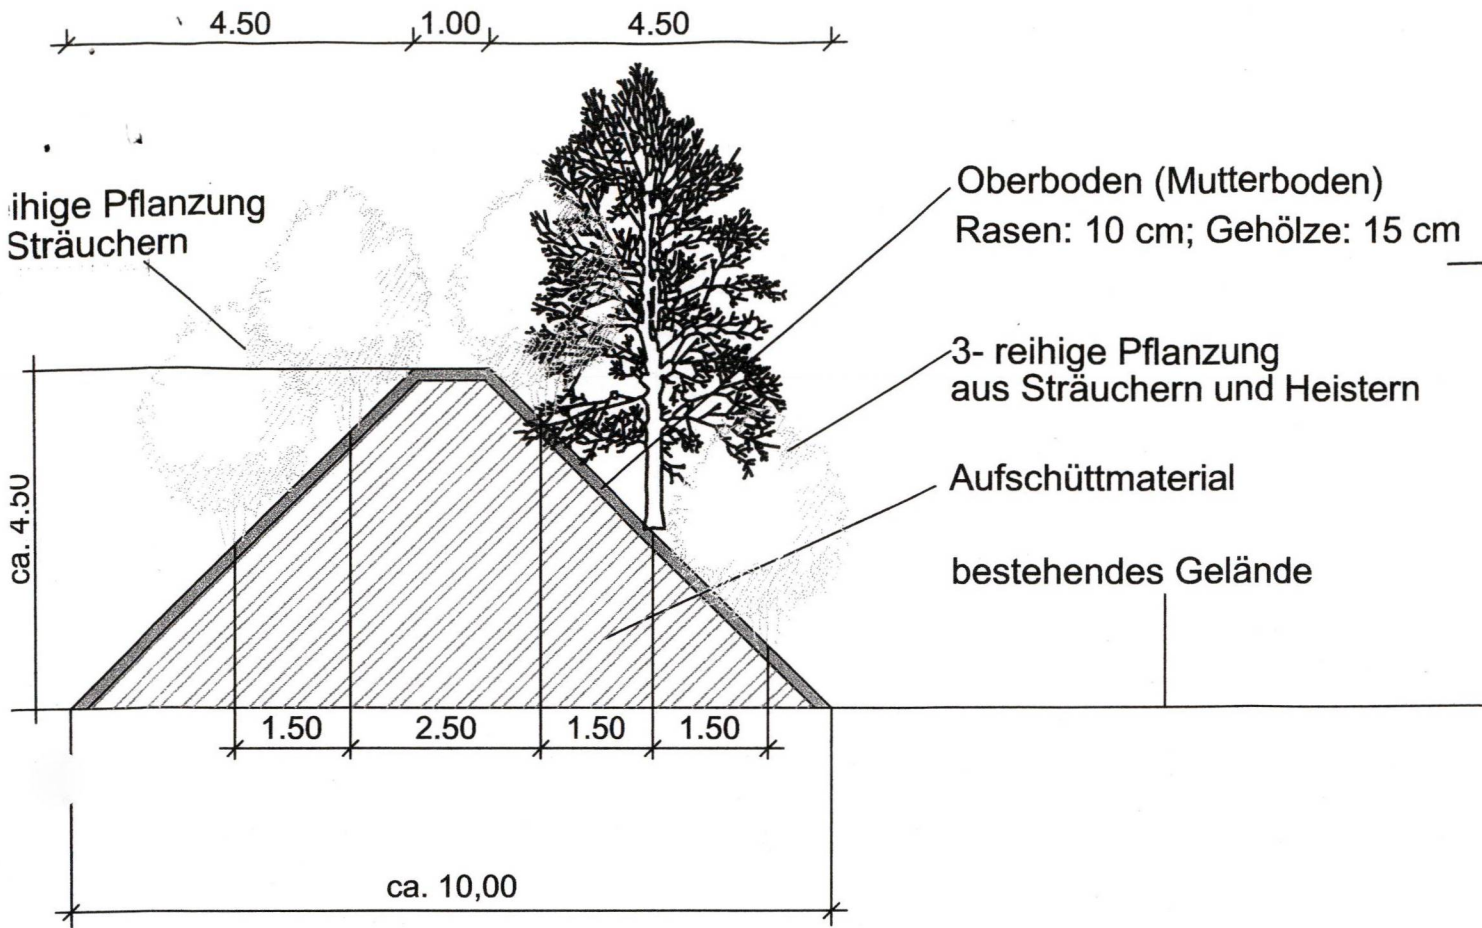 4.50
1.00
4.50
ihige Pflanzung
Sträuchern
Oberboden (Mutterboden)
Rasen: 10 cm; Gehölze: 15 cm
3- reihige Pflanzung
aus Sträuchern und Heistern
Aufschüttmaterial
bestehendes Gelände
ca. 4.50
1.50
2.50
1.50
1.50
ca. 10,00